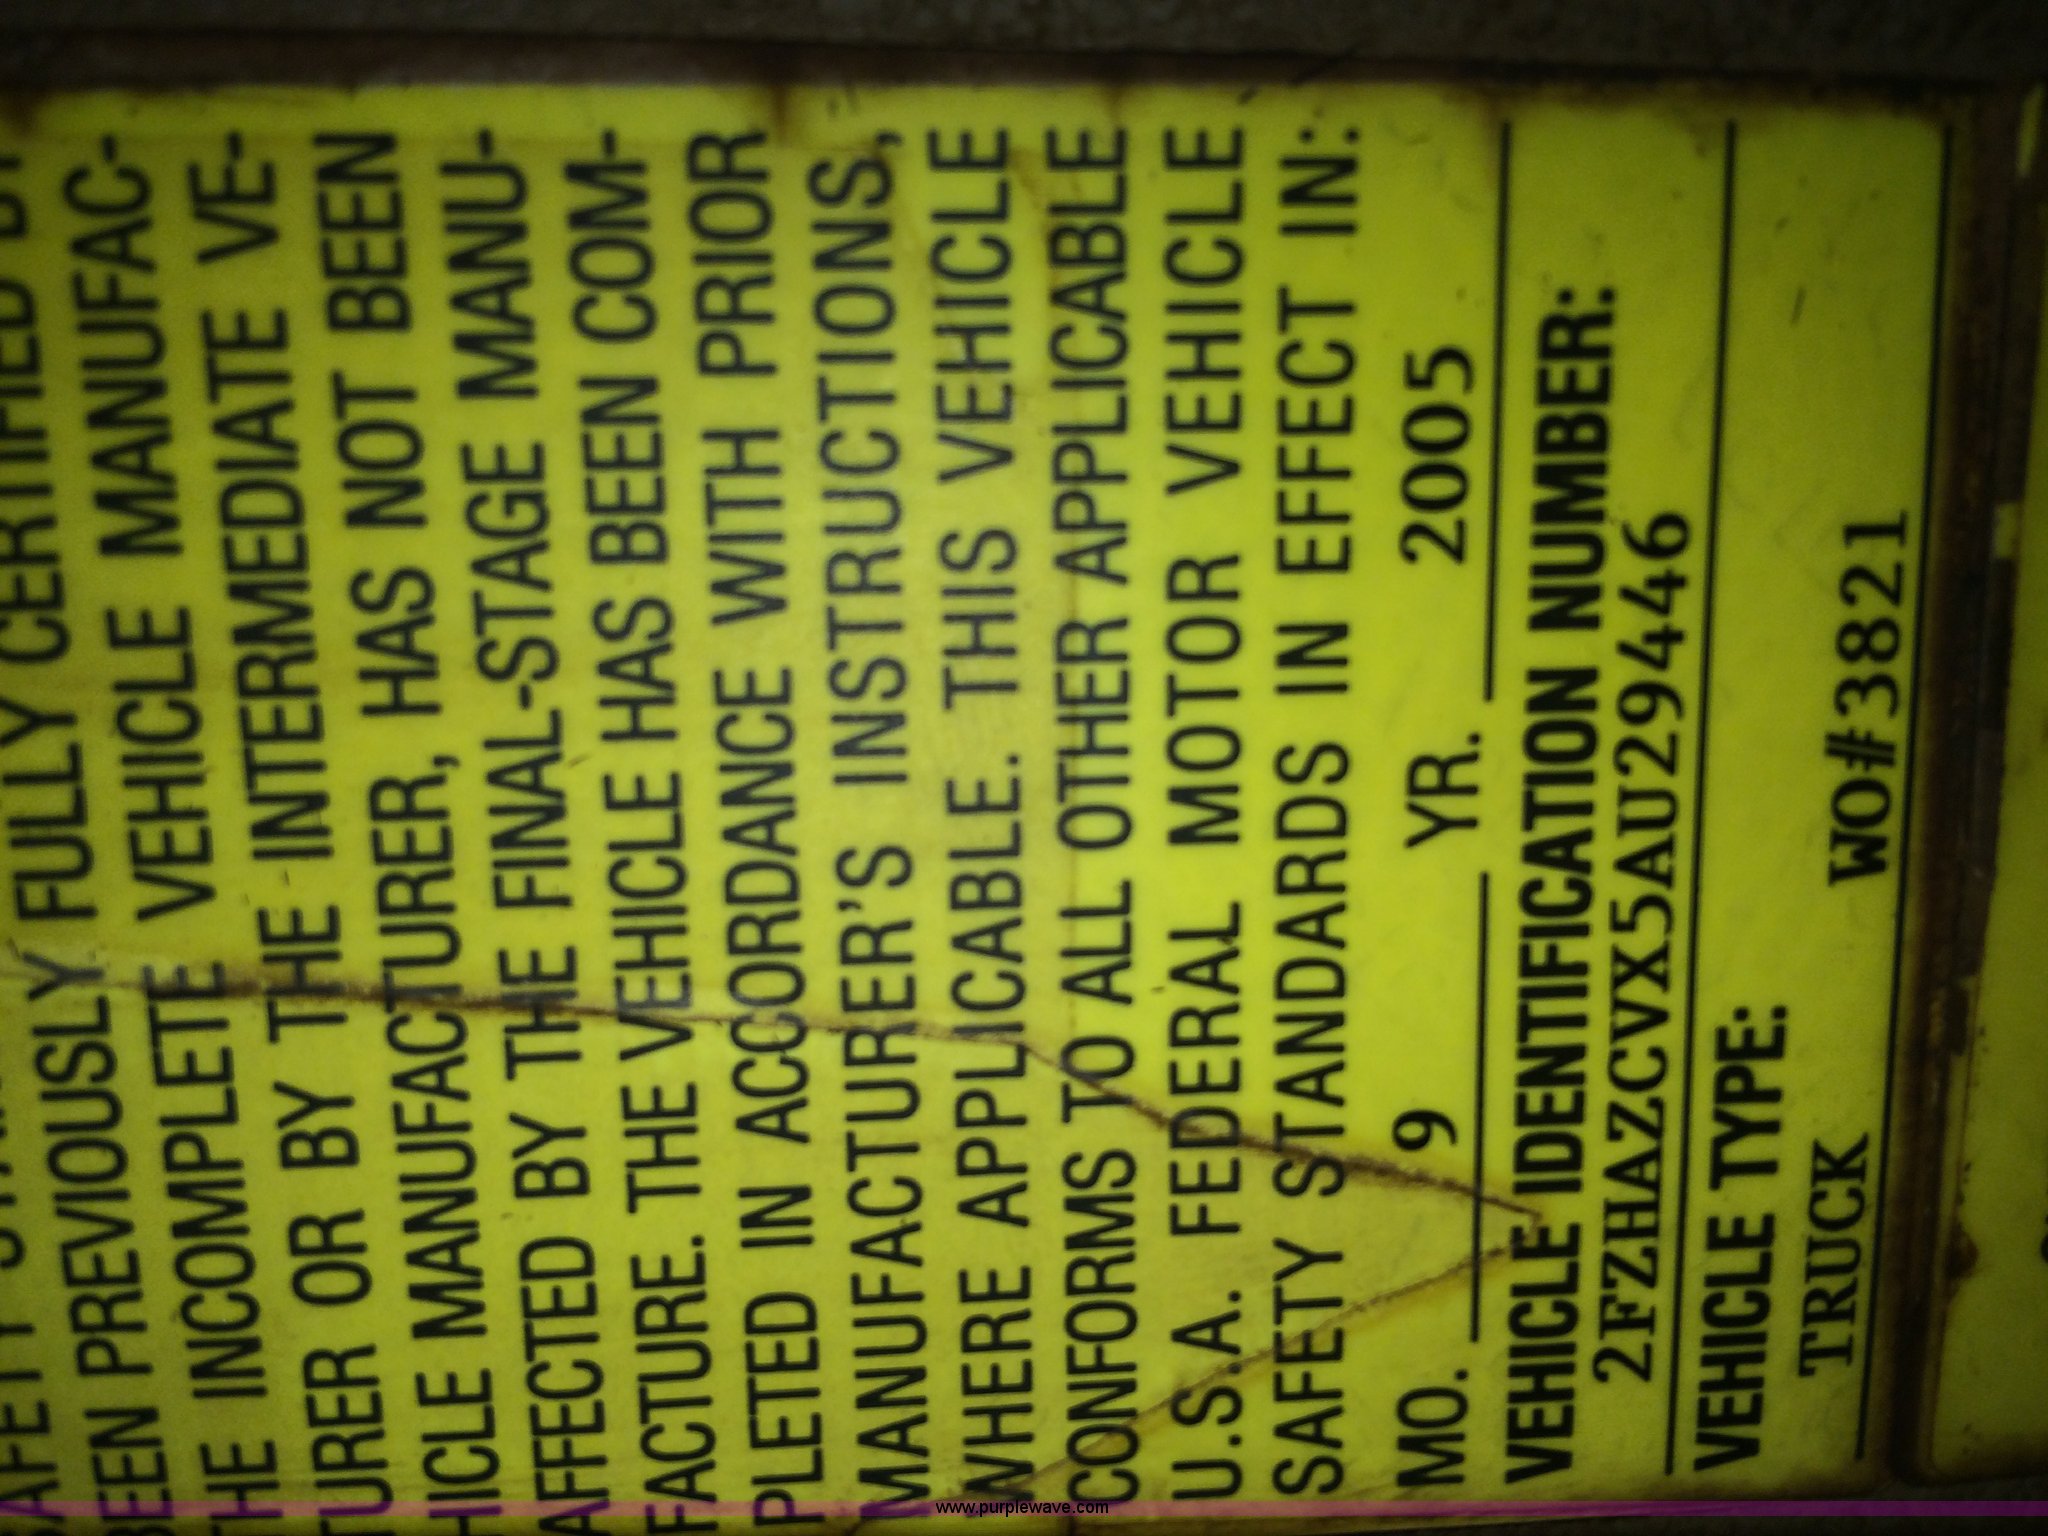 FULLY CERTIFIED BY
BEEN PREVIOUSLY FULLY CERTIFIED BY
THE INCOMPLETE VEHICLE MANUFAC-
TURER OR BY THE INTERMEDIATE VE-
HICLE MANUFACTURER, HAS NOT BEEN
AFFECTED BY THE FINAL-STAGE MANU-
FACTURE. THE VEHICLE HAS BEEN COM-
PLETED IN ACCORDANCE WITH PRIOR
MANUFACTURER'S INSTRUCTIONS,
WHERE APPLICABLE. THIS VEHICLE
CONFORMS TO ALL OTHER APPLICABLE
U.S.A. FEDERAL MOTOR VEHICLE
SAFETY STANDARDS IN EFFECT IN:
MO. 9 YR. 2005
VEHICLE IDENTIFICATION NUMBER:
2FZHAZCVX5AU29446
VEHICLE TYPE:
TRUCK WO#3821
www.purplewave.com